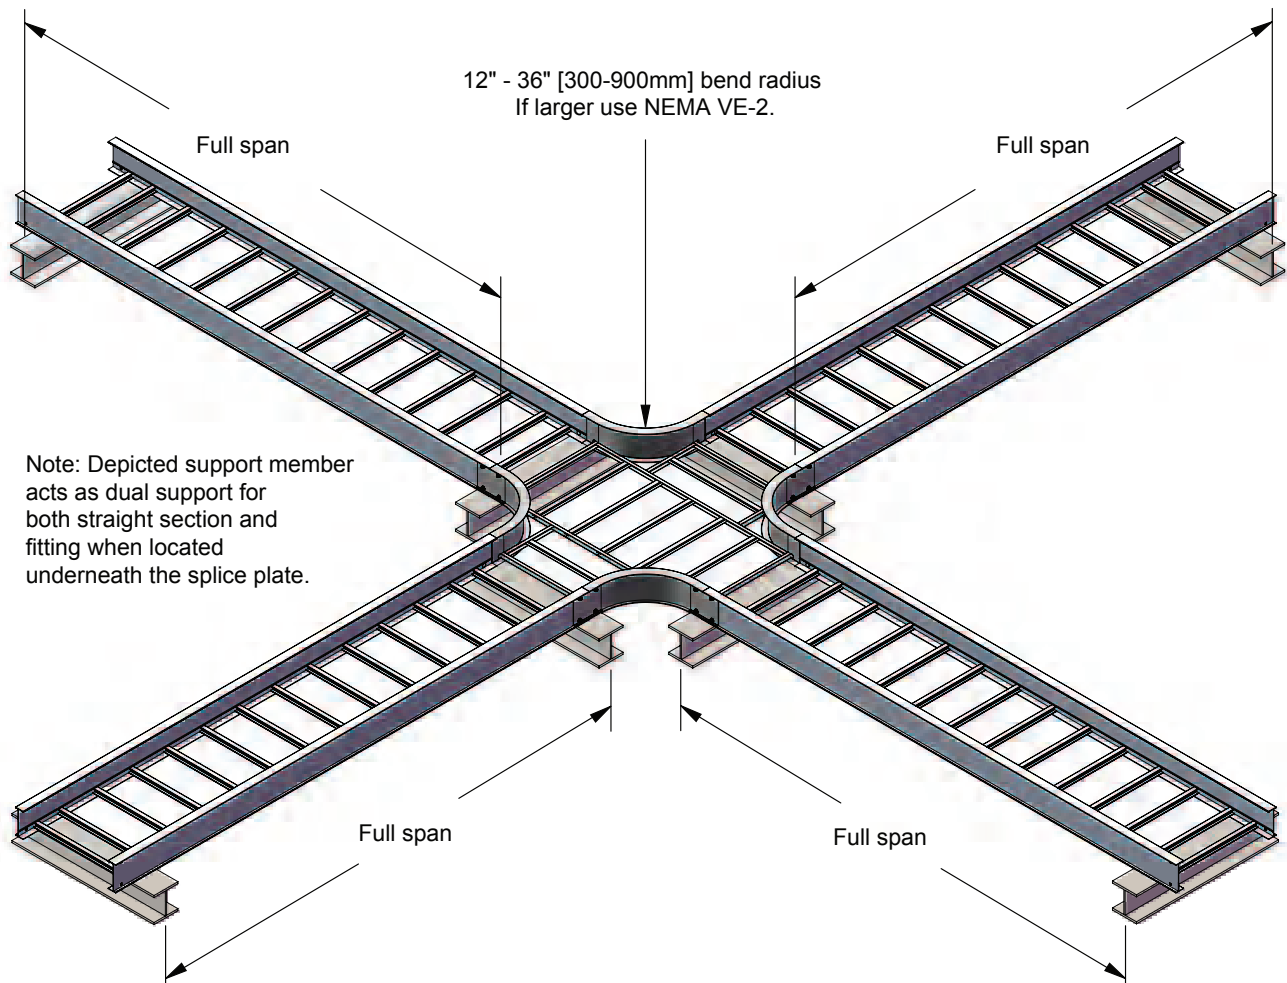 12" - 36" [300-900mm] bend radius
If larger use NEMA VE-2.
Full span
Full span
Note: Depicted support member
acts as dual support for
both straight section and
fitting when located
underneath the splice plate.
Full span
Full span